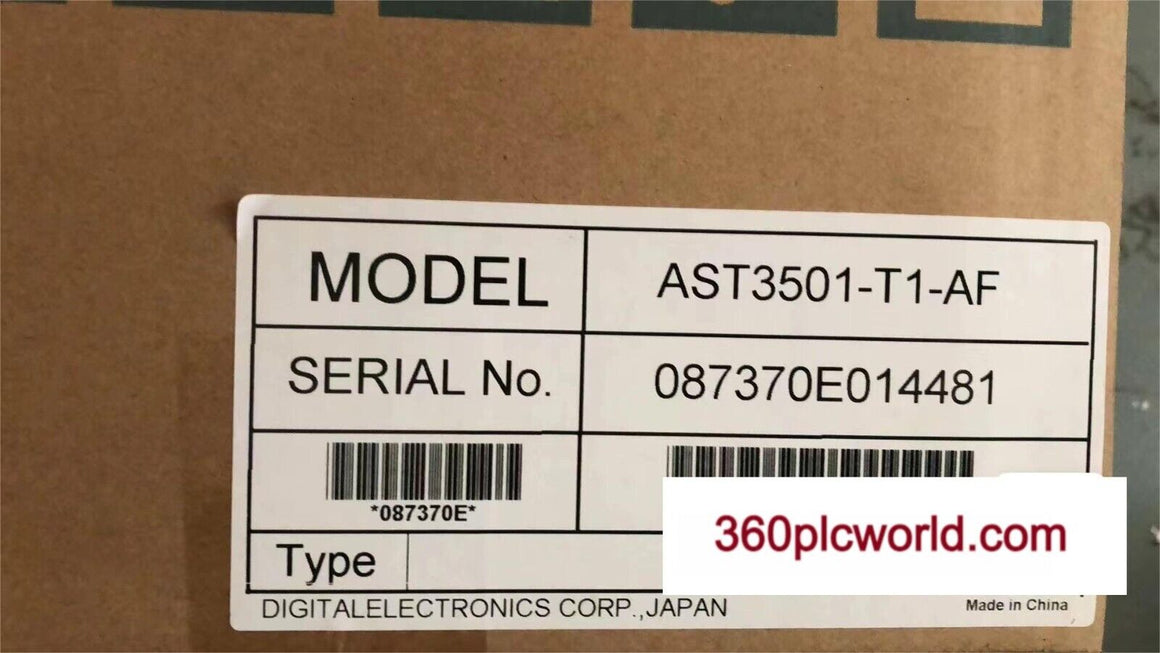 MODEL AST3501-T1-AF
SERIAL No. 087370E014481
*087370E*
360plcworld.com
Type
DIGITALELECTRONICS CORP.,JAPAN
Made in China